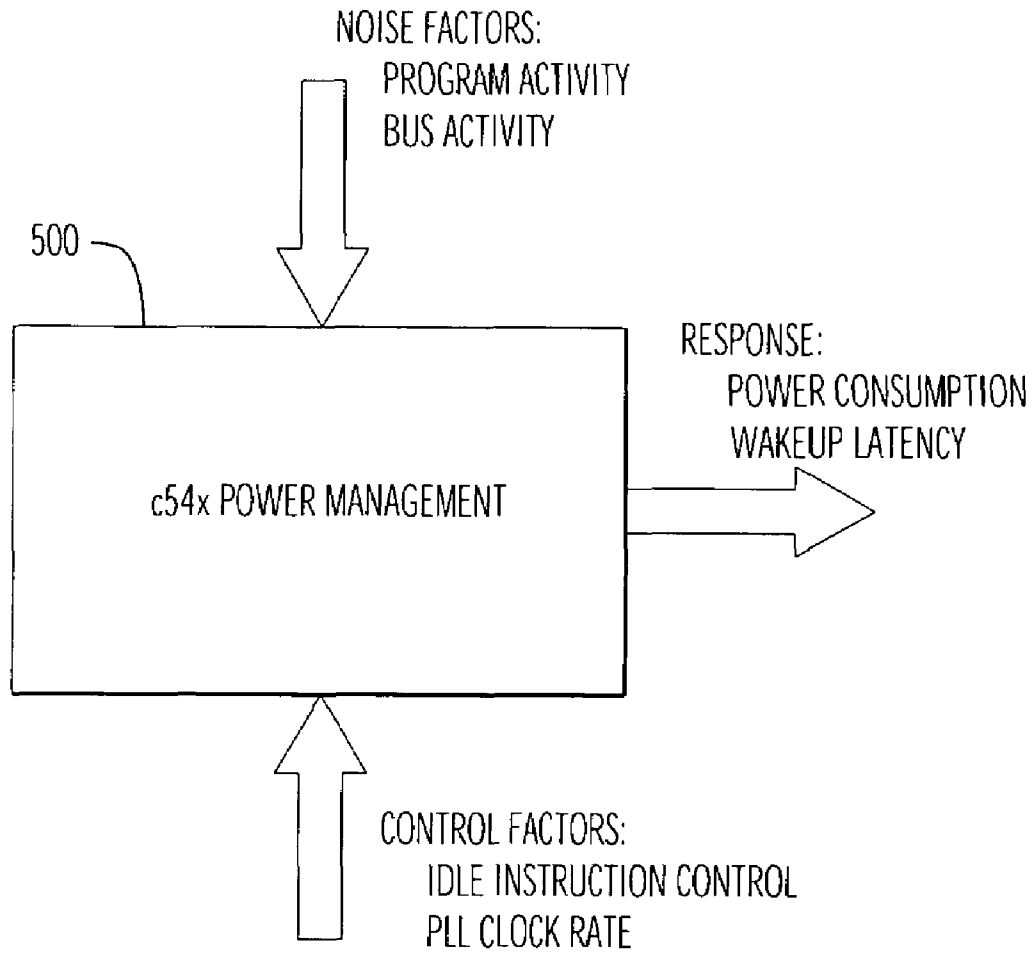 NOISE FACTORS:
PROGRAM ACTIVITY
BUS ACTIVITY
500
RESPONSE:
POWER CONSUMPTION
WAKEUP LATENCY
c54x POWER MANAGEMENT
CONTROL FACTORS:
IDLE INSTRUCTION CONTROL
PLL CLOCK RATE